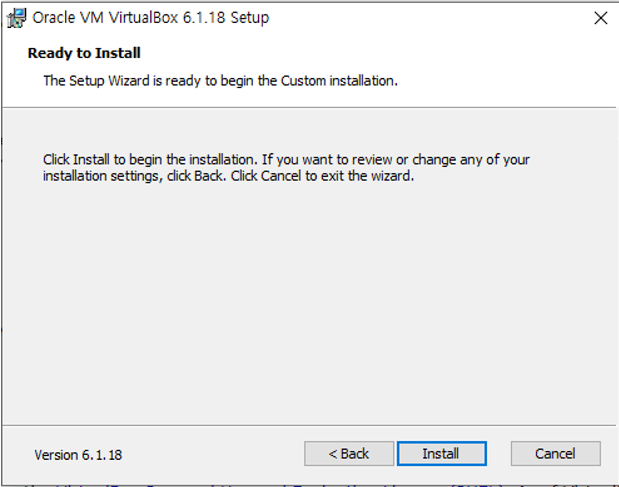 Oracle VM VirtualBox 6.1.18 Setup
Ready to Install
The Setup Wizard is ready to begin the Custom installation.
Click Install to begin the installation. If you want to review or change any of your
installation settings, click Back. Click Cancel to exit the wizard.
Version 6.1.18
< Back
Install
Cancel